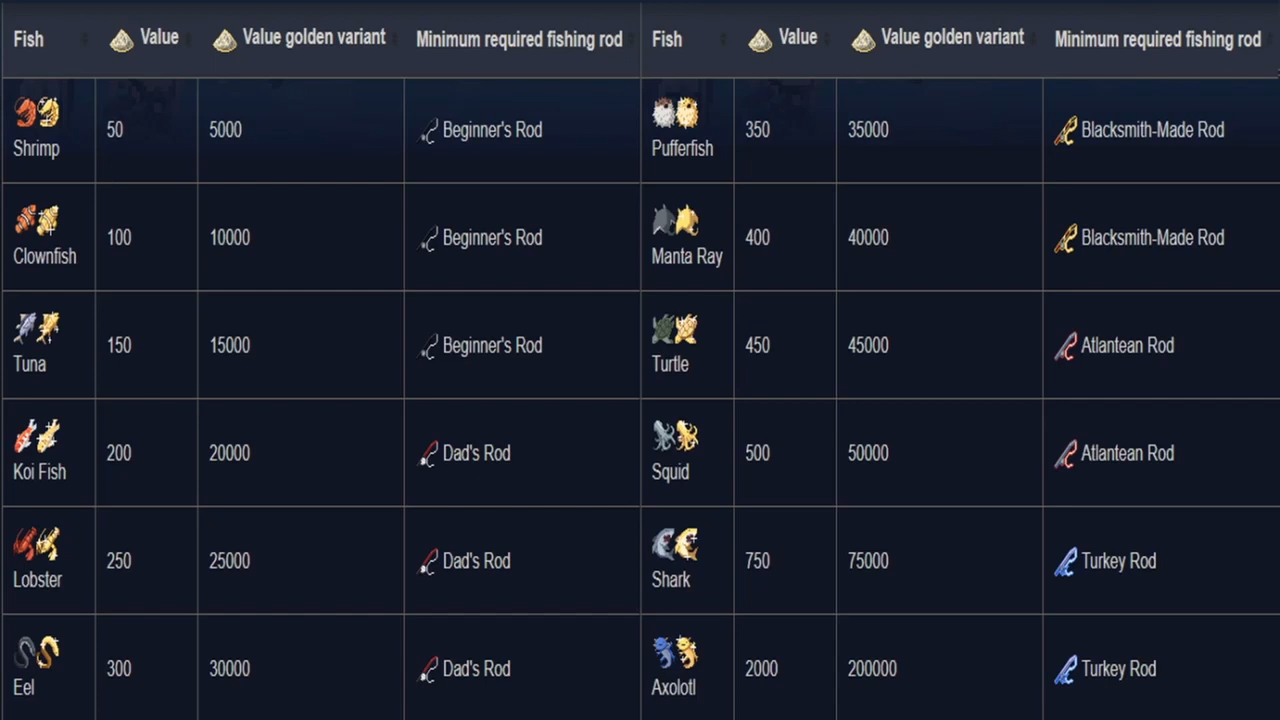 Fish Value Value golden variant Minimum required fishing rod Fish Value Value golden variant Minimum required fishing rod
Shrimp 50 5000 Beginner's Rod Pufferfish 350 35000 Blacksmith-Made Rod
Clownfish 100 10000 Beginner's Rod Manta Ray 400 40000 Blacksmith-Made Rod
Tuna 150 15000 Beginner's Rod Turtle 450 45000 Atlantean Rod
Koi Fish 200 20000 Dad's Rod Squid 500 50000 Atlantean Rod
Lobster 250 25000 Dad's Rod Shark 750 75000 Turkey Rod
Eel 300 30000 Dad's Rod Axolotl 2000 200000 Turkey Rod